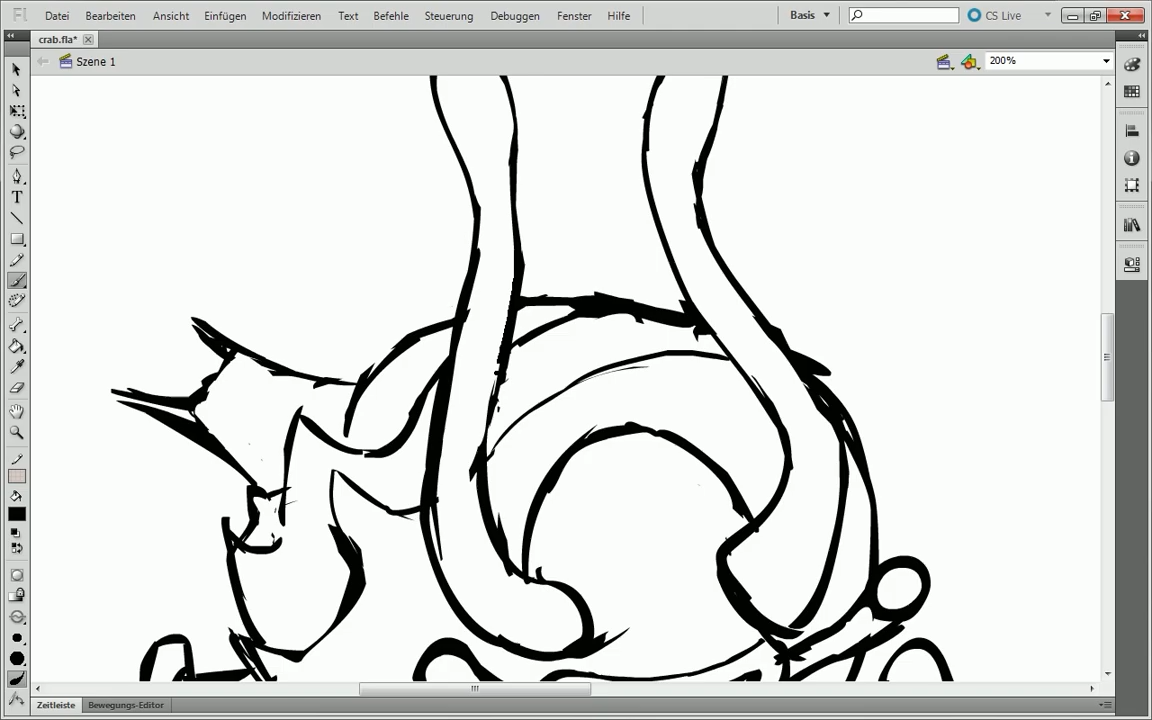 Fl Datei Bearbeiten Ansicht Einfügen Modifizieren Text Befehle Steuerung Debuggen Fenster Hilfe Basis CS Live
crab.fla*
Szene 1 200%
T
Zeitleiste Bewegungs-Editor